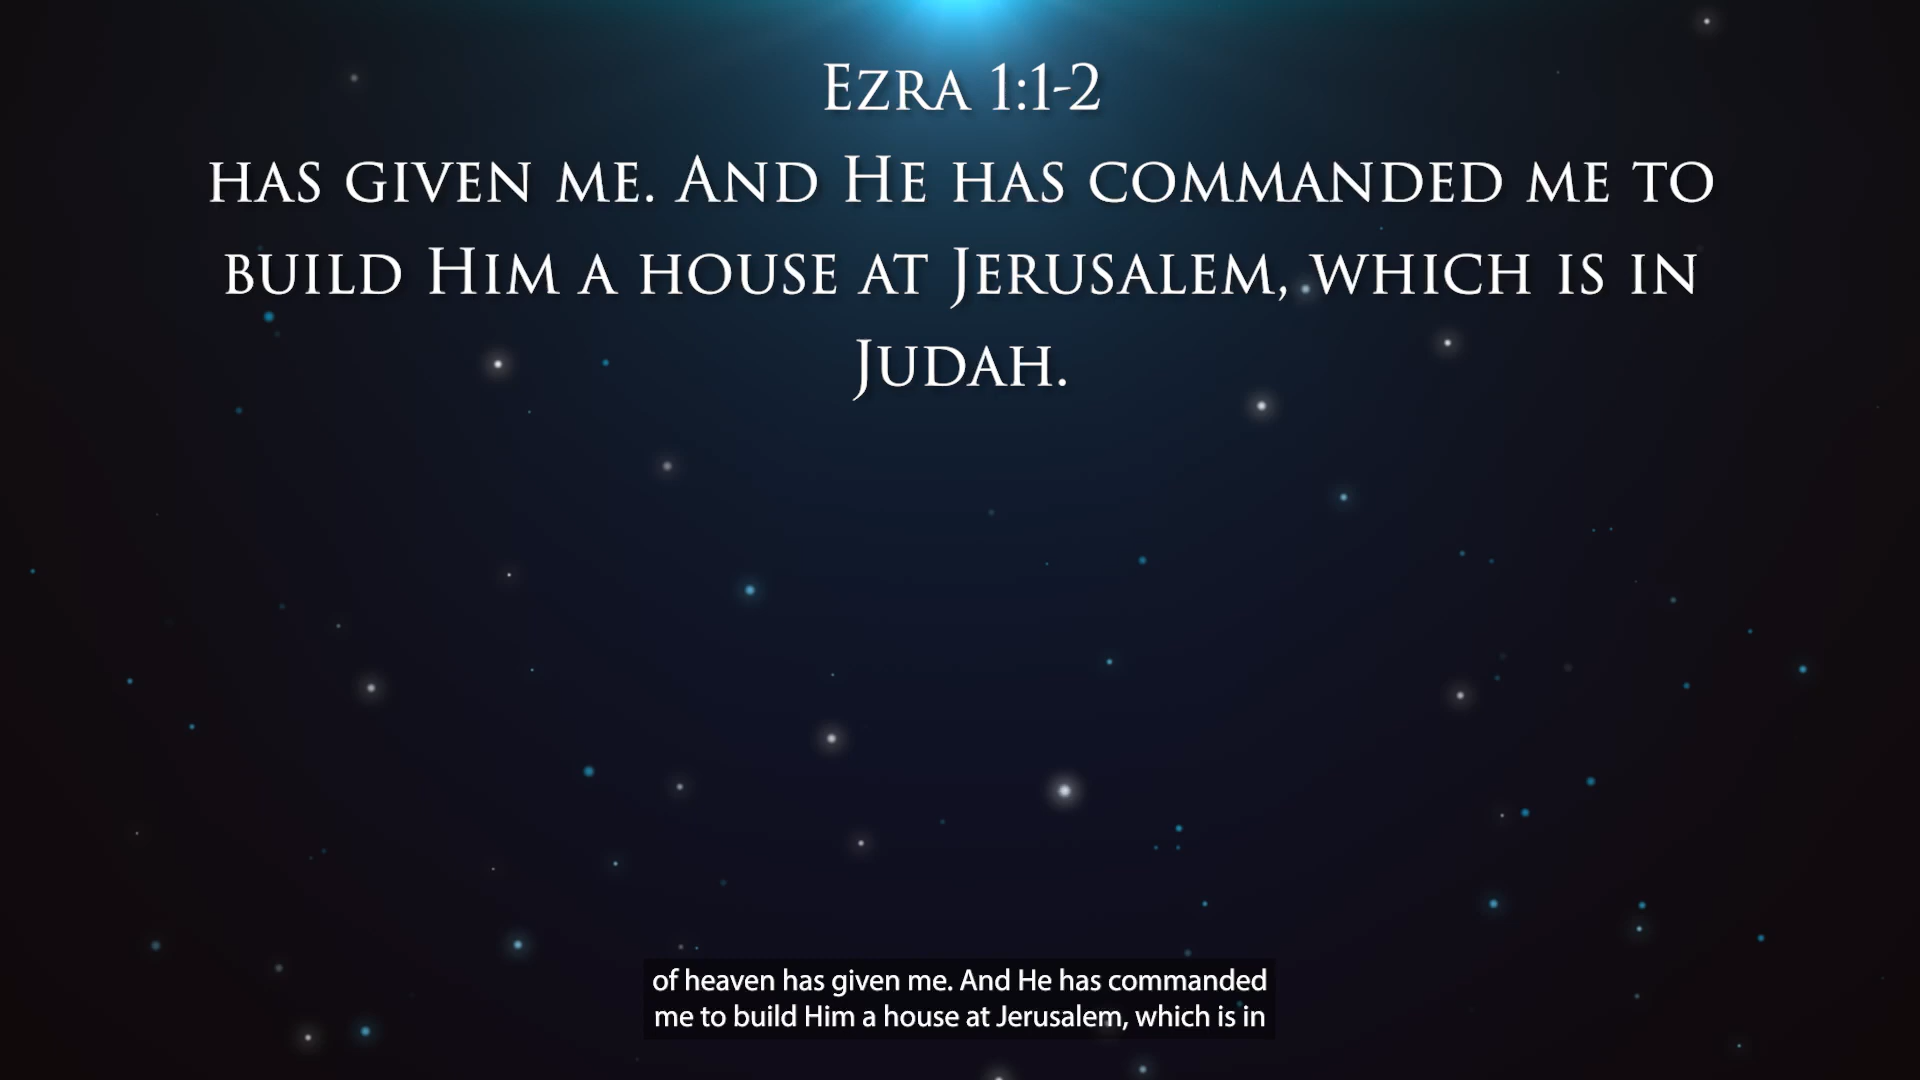 Ezra 1:1-2
has given me. And He has commanded me to
build Him a house at Jerusalem, which is in
Judah.
of heaven has given me. And He has commanded
me to build Him a house at Jerusalem, which is in